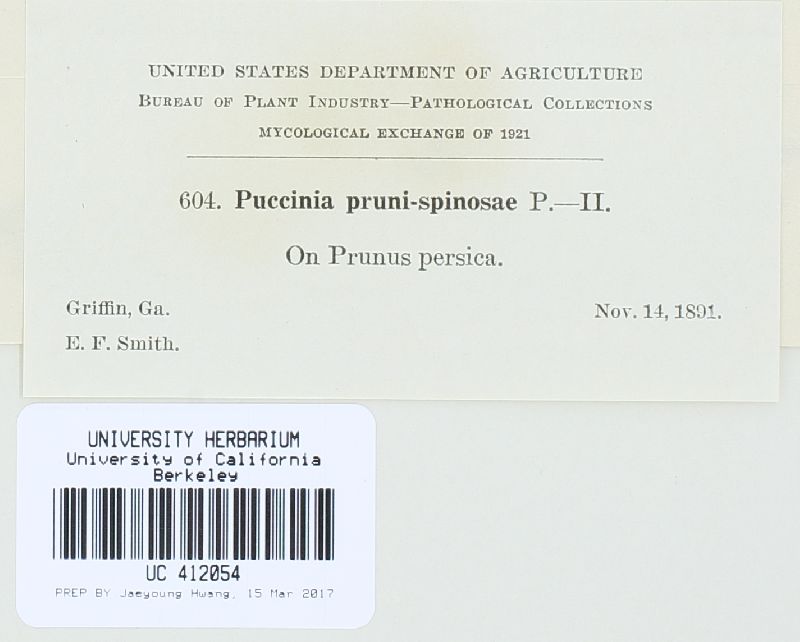 UNITED STATES DEPARTMENT OF AGRICULTURE
BUREAU OF PLANT INDUSTRY—PATHOLOGICAL COLLECTIONS
MYCOLOGICAL EXCHANGE OF 1921
604. Puccinia pruni-spinosae P.—II.
On Prunus persica.
Griffin, Ga.
Nov. 14, 1891.
E. F. Smith.
UNIVERSITY HERBARIUM
University of California
Berkeley
UC 412054
PREP BY Jaeyoung Hwang, 15 Mar 2017